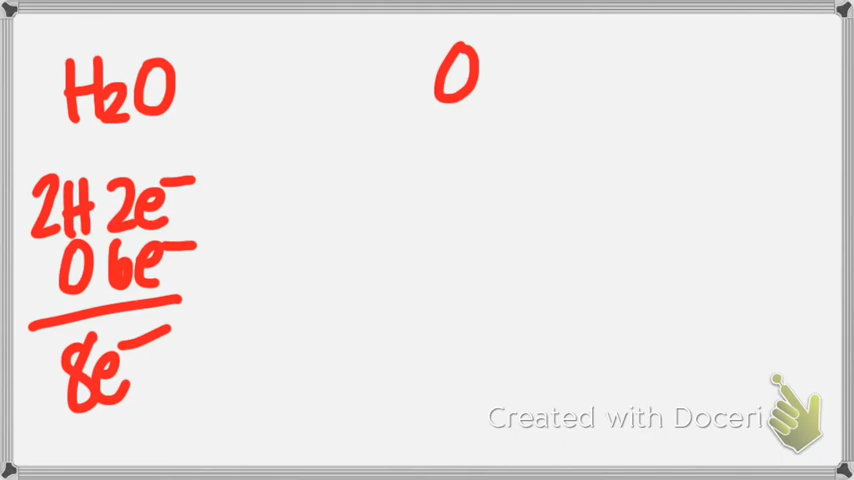 H₂O
O
2H 2e⁻
O 6e⁻
8e⁻
Created with Doceri